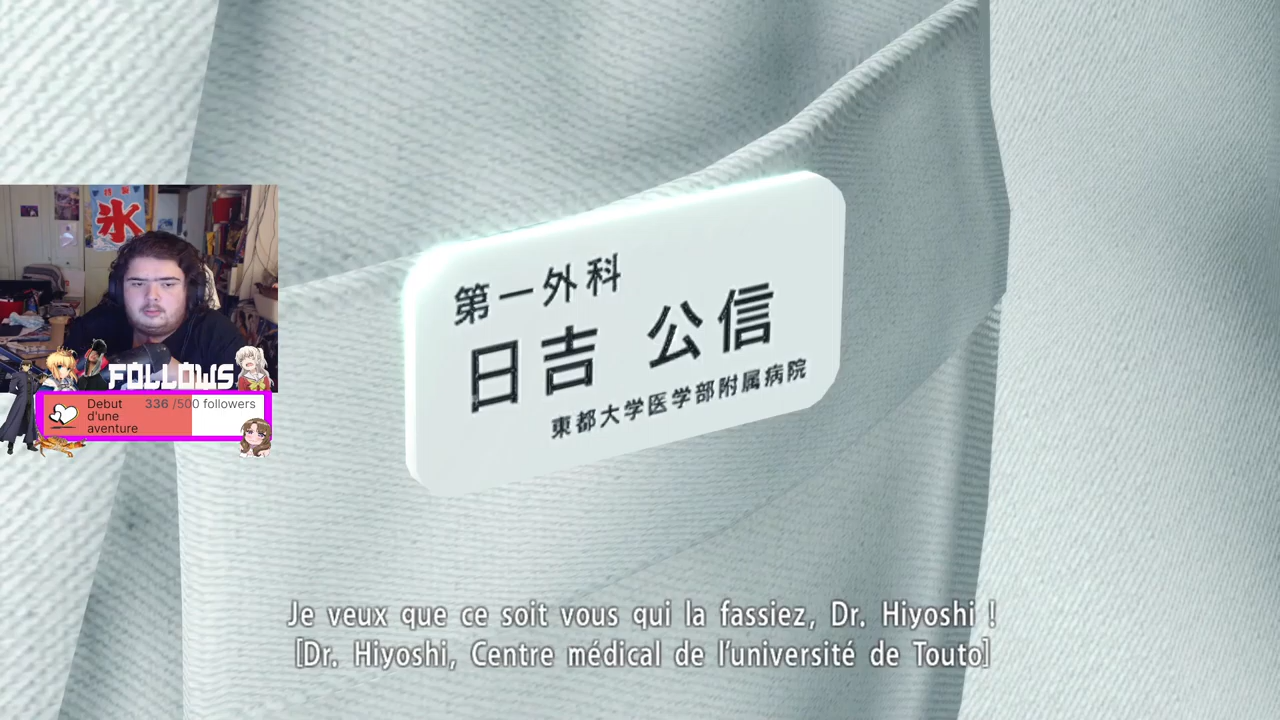 氷
FOLLOWS
Debut d'une aventure
336 /500 followers
第一外科
日吉 公信
東都大学医学部附属病院
Je veux que ce soit vous qui la fassiez, Dr. Hiyoshi !
[Dr. Hiyoshi, Centre médical de l'université de Touto]